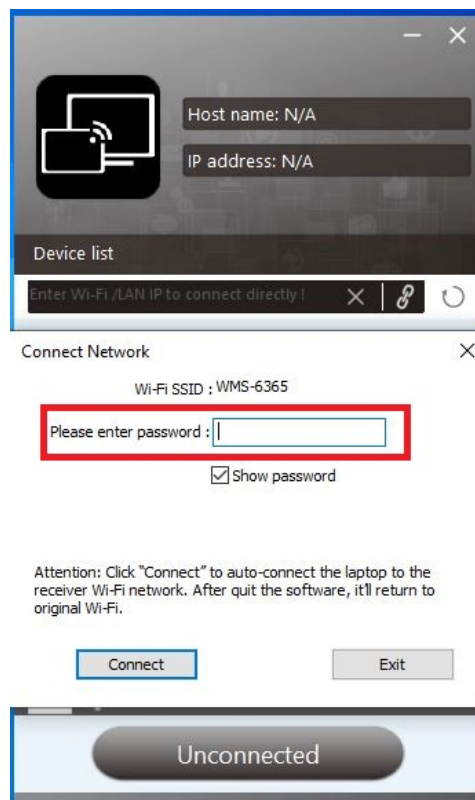 Host name: N/A
IP address: N/A
Device list
Enter Wi-Fi /LAN IP to connect directly !
Connect Network
Wi-Fi SSID : WMS-6365
Please enter password :
Show password
Attention: Click "Connect" to auto-connect the laptop to the
receiver Wi-Fi network. After quit the software, it'll return to
original Wi-Fi.
Connect
Exit
Unconnected